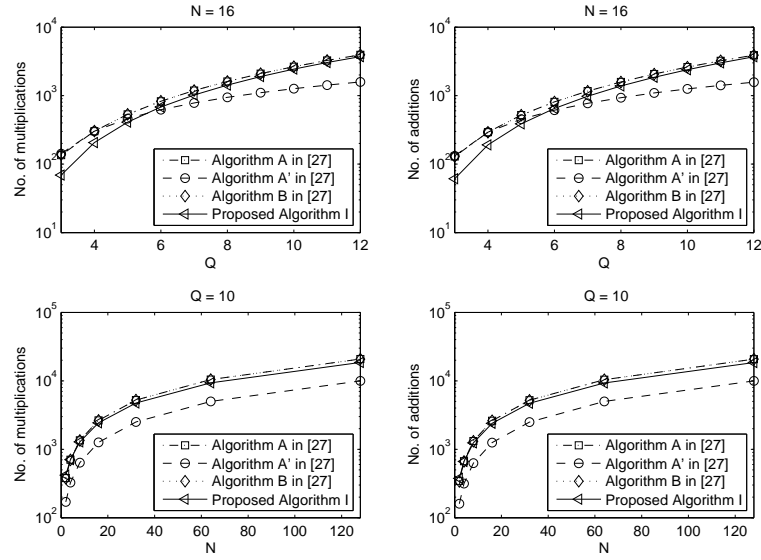 N = 16
No. of multiplications
10^4
10^3
10^2
10^1
4 6 8 10 12
Q
Algorithm A in [27]
Algorithm A' in [27]
Algorithm B in [27]
Proposed Algorithm I
N = 16
No. of additions
10^4
10^3
10^2
10^1
4 6 8 10 12
Q
Algorithm A in [27]
Algorithm A' in [27]
Algorithm B in [27]
Proposed Algorithm I
Q = 10
No. of multiplications
10^5
10^4
10^3
10^2
0 20 40 60 80 100 120
N
Algorithm A in [27]
Algorithm A' in [27]
Algorithm B in [27]
Proposed Algorithm I
Q = 10
No. of additions
10^5
10^4
10^3
10^2
0 20 40 60 80 100 120
N
Algorithm A in [27]
Algorithm A' in [27]
Algorithm B in [27]
Proposed Algorithm I